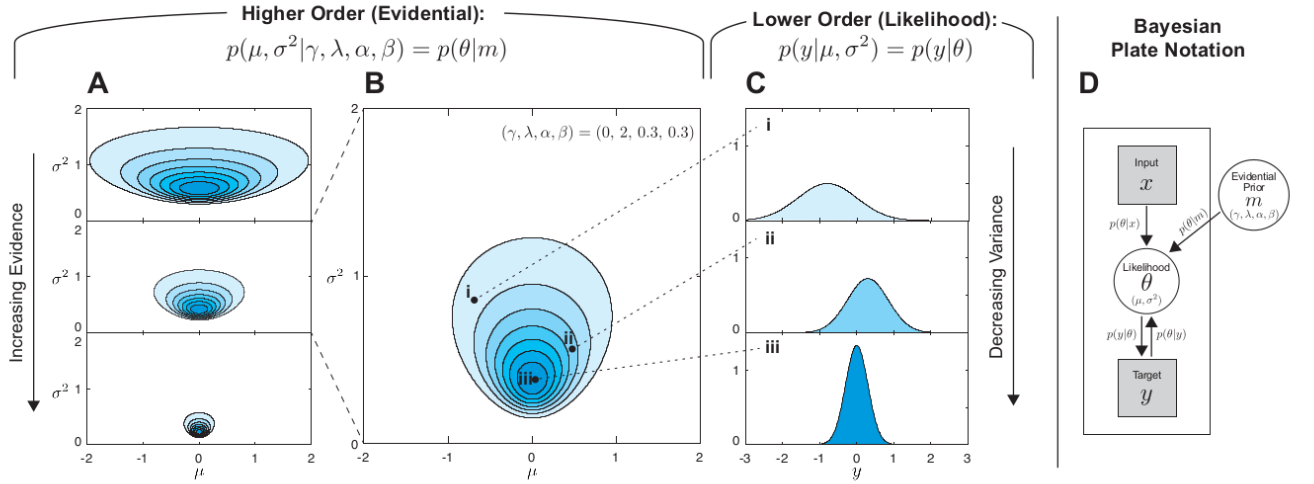 Higher Order (Evidential):
p(μ, σ²|γ, λ, α, β) = p(θ|m)
Lower Order (Likelihood):
p(y|μ, σ²) = p(y|θ)
Bayesian
Plate Notation
A
B
C
D
Increasing Evidence
2
σ² 1
0
2
σ² 1
0
2
σ² 1
0
-2 -1 0 1 2
μ
(γ, λ, α, β) = (0, 2, 0.3, 0.3)
2
σ² 1
0
i
ii
iii
-2 -1 0 1 2
μ
i
1
0
ii
1
0
iii
1
0
-3 -2 -1 0 1 2 3
y
Decreasing Variance
Input
x
Evidential
Prior
m
(γ, λ, α, β)
p(θ|x)
p(θ|m)
Likelihood
θ
(μ, σ²)
p(y|θ)
p(θ|y)
Target
y